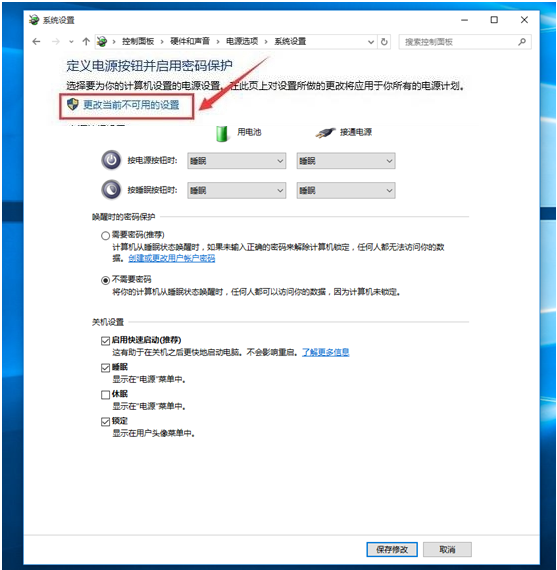 系统设置
控制面板 > 硬件和声音 > 电源选项 > 系统设置
搜索控制面板
定义电源按钮并启用密码保护
选择要为你的计算机设置的电源设置。在此页上对设置所做的更改将应用于你所有的电源计划。
更改当前不可用的设置
用电池 接通电源
按电源按钮时: 睡眠 睡眠
按睡眠按钮时: 睡眠 睡眠
唤醒时的密码保护
需要密码(推荐)
计算机从睡眠状态唤醒时，如果未输入正确的密码来解除计算机锁定，任何人都无法访问你的数
据。创建或更改用户帐户密码
不需要密码
将你的计算机从睡眠状态唤醒时，任何人都可以访问你的数据，因为计算机未锁定。
关机设置
启用快速启动(推荐)
这有助于在关机之后更快地启动电脑。不会影响重启。了解更多信息
睡眠
显示在"电源"菜单中。
休眠
显示在"电源"菜单中。
锁定
显示在用户头像菜单中。
保存修改 取消